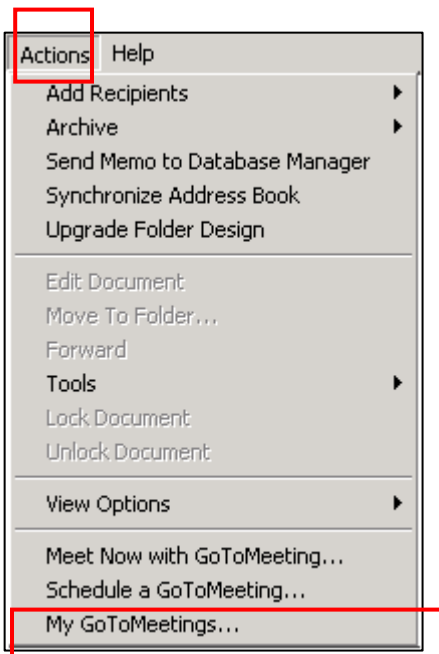 Actions Help
Add Recipients
Archive
Send Memo to Database Manager
Synchronize Address Book
Upgrade Folder Design
Edit Document
Move To Folder...
Forward
Tools
Lock Document
Unlock Document
View Options
Meet Now with GoToMeeting...
Schedule a GoToMeeting...
My GoToMeetings...